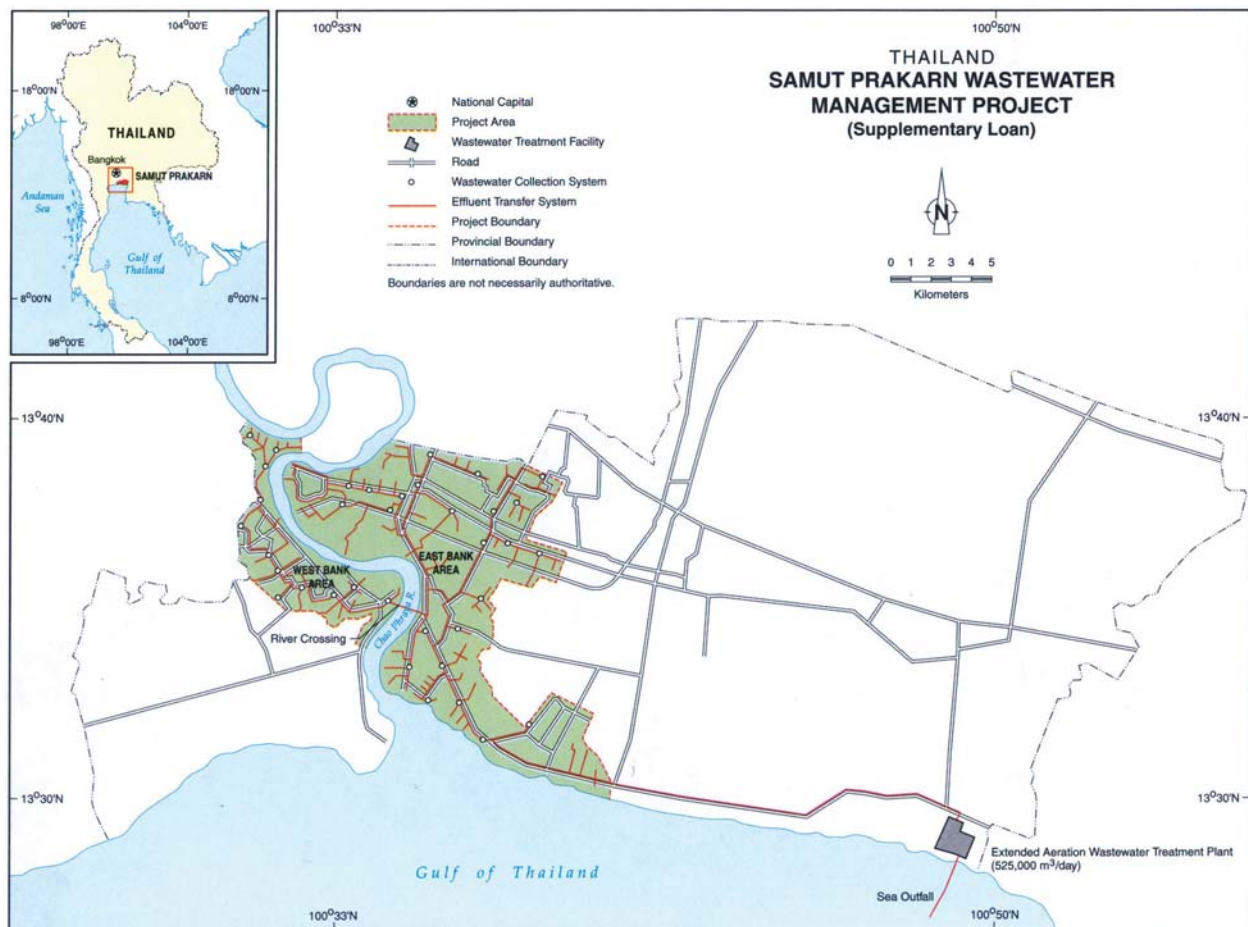 98°00'E
104°00'E
18°00'N
18°00'N
THAILAND
Bangkok
SAMUT PRAKARN
Andaman
Sea
Gulf of
Thailand
8°00'N
8°00'N
98°00'E
104°00'E
100°33'E
100°50'E
THAILAND
SAMUT PRAKARN WASTEWATER
MANAGEMENT PROJECT
(Supplementary Loan)
National Capital
Project Area
Wastewater Treatment Facility
Road
Wastewater Collection System
Effluent Transfer System
Project Boundary
Provincial Boundary
International Boundary
Boundaries are not necessarily authoritative.
N
0 1 2 3 4 5
Kilometers
13°40'N
13°40'N
EAST BANK
AREA
WEST BANK
AREA
River Crossing
Chao Phraya R.
13°30'N
13°30'N
Extended Aeration Wastewater Treatment Plant
(525,000 m³/day)
Sea Outfall
Gulf of Thailand
100°33'E
100°50'N